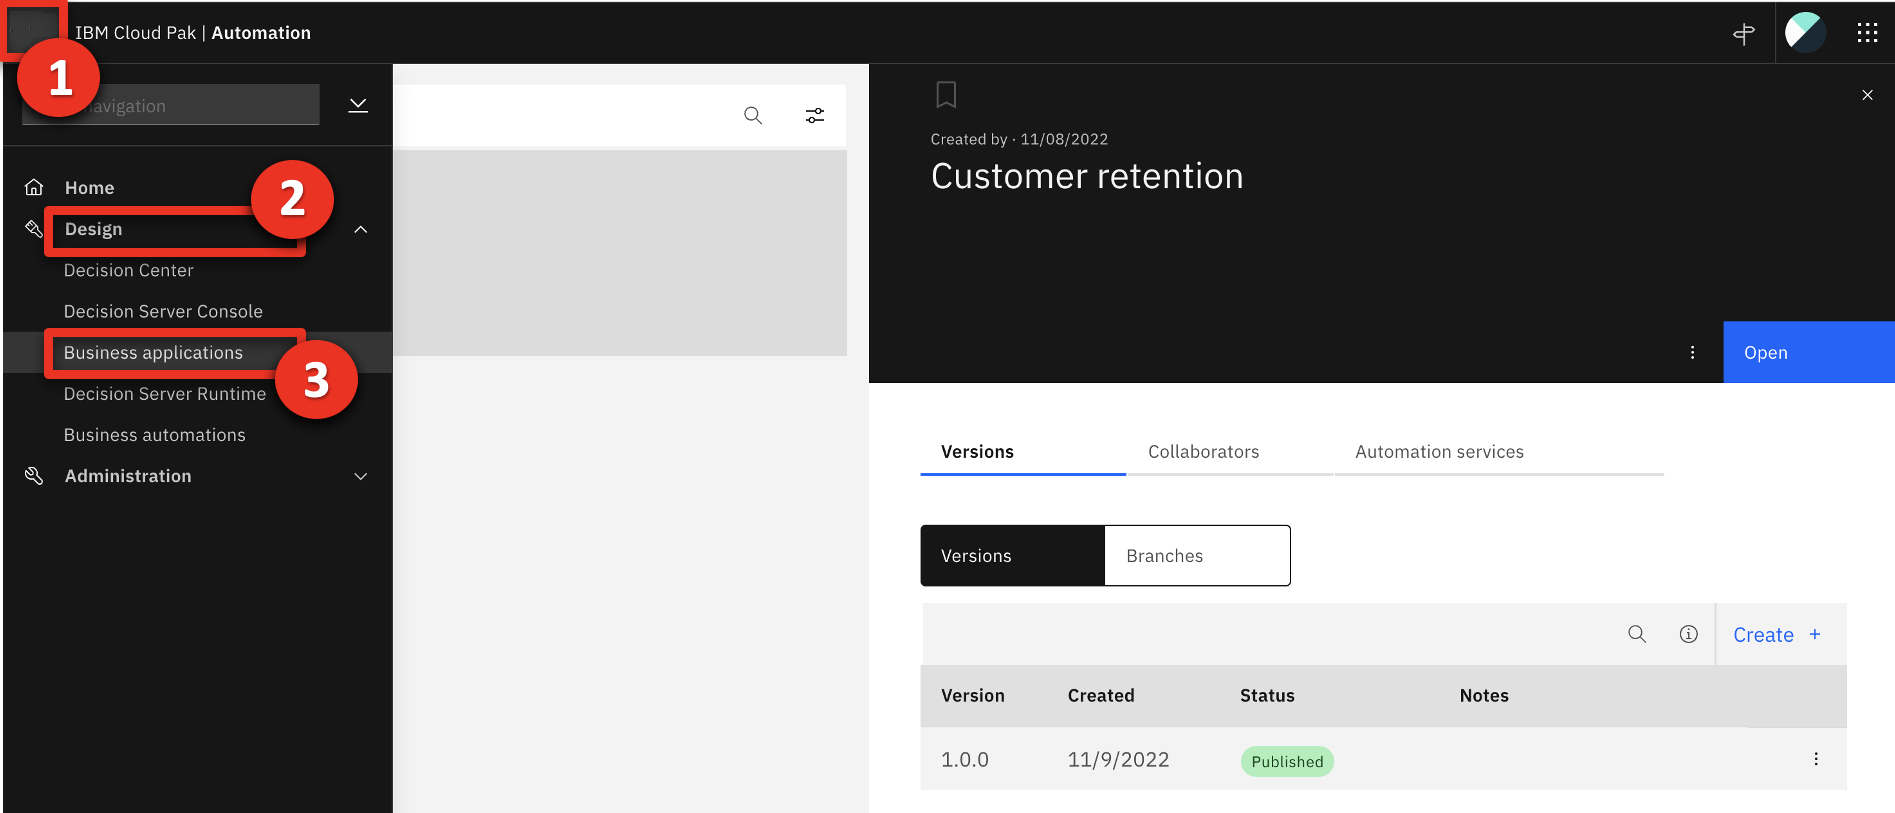 IBM Cloud Pak | Automation
1
navigation
Home
2
Design
Decision Center
Decision Server Console
Business applications
3
Decision Server Runtime
Business automations
Administration
Created by · 11/08/2022
Customer retention
Open
Versions Collaborators Automation services
Versions Branches
Create +
Version Created Status Notes
1.0.0 11/9/2022 Published